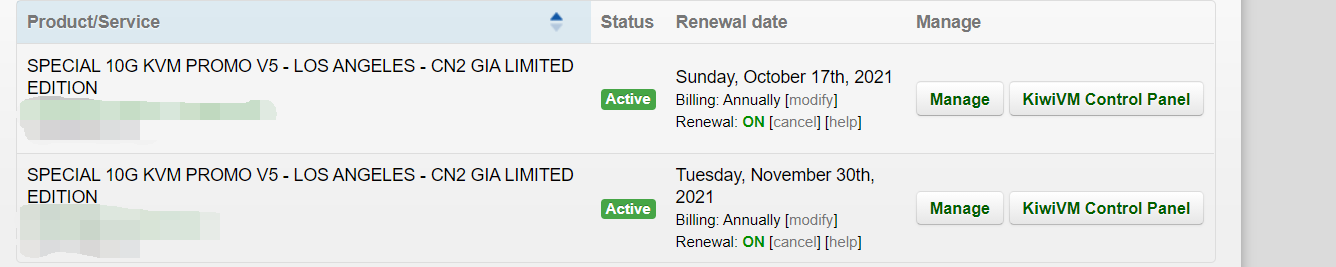 Product/Service
Status
Renewal date
Manage
SPECIAL 10G KVM PROMO V5 - LOS ANGELES - CN2 GIA LIMITED
EDITION
Active
Sunday, October 17th, 2021
Billing: Annually [modify]
Renewal: ON [cancel] [help]
Manage
KiwiVM Control Panel
SPECIAL 10G KVM PROMO V5 - LOS ANGELES - CN2 GIA LIMITED
EDITION
Active
Tuesday, November 30th,
2021
Billing: Annually [modify]
Renewal: ON [cancel] [help]
Manage
KiwiVM Control Panel